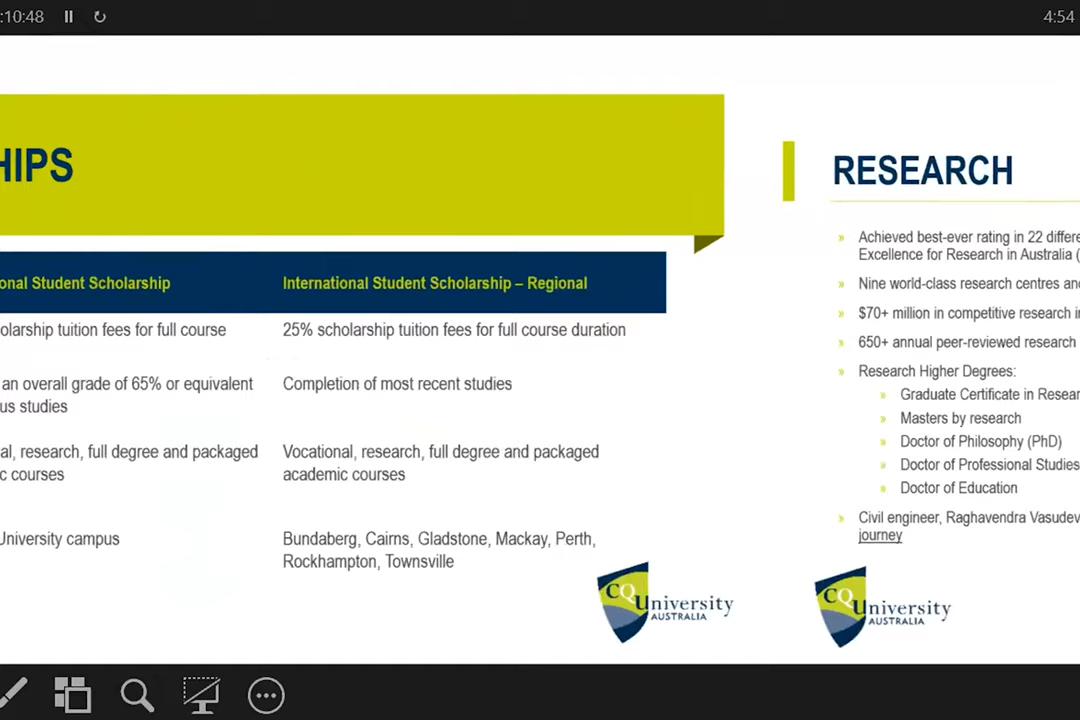 :10:48
4:54
HIPS
onal Student Scholarship
International Student Scholarship – Regional
olarship tuition fees for full course
25% scholarship tuition fees for full course duration
an overall grade of 65% or equivalent
us studies
Completion of most recent studies
al, research, full degree and packaged
c courses
Vocational, research, full degree and packaged
academic courses
University campus
Bundaberg, Cairns, Gladstone, Mackay, Perth,
Rockhampton, Townsville
CQUniversity
AUSTRALIA
RESEARCH
» Achieved best-ever rating in 22 differe
Excellence for Research in Australia (
» Nine world-class research centres an
» $70+ million in competitive research i
» 650+ annual peer-reviewed research
» Research Higher Degrees:
» Graduate Certificate in Resear
» Masters by research
» Doctor of Philosophy (PhD)
» Doctor of Professional Studies
» Doctor of Education
» Civil engineer, Raghavendra Vasudev
journey
CQUniversity
AUSTRALIA